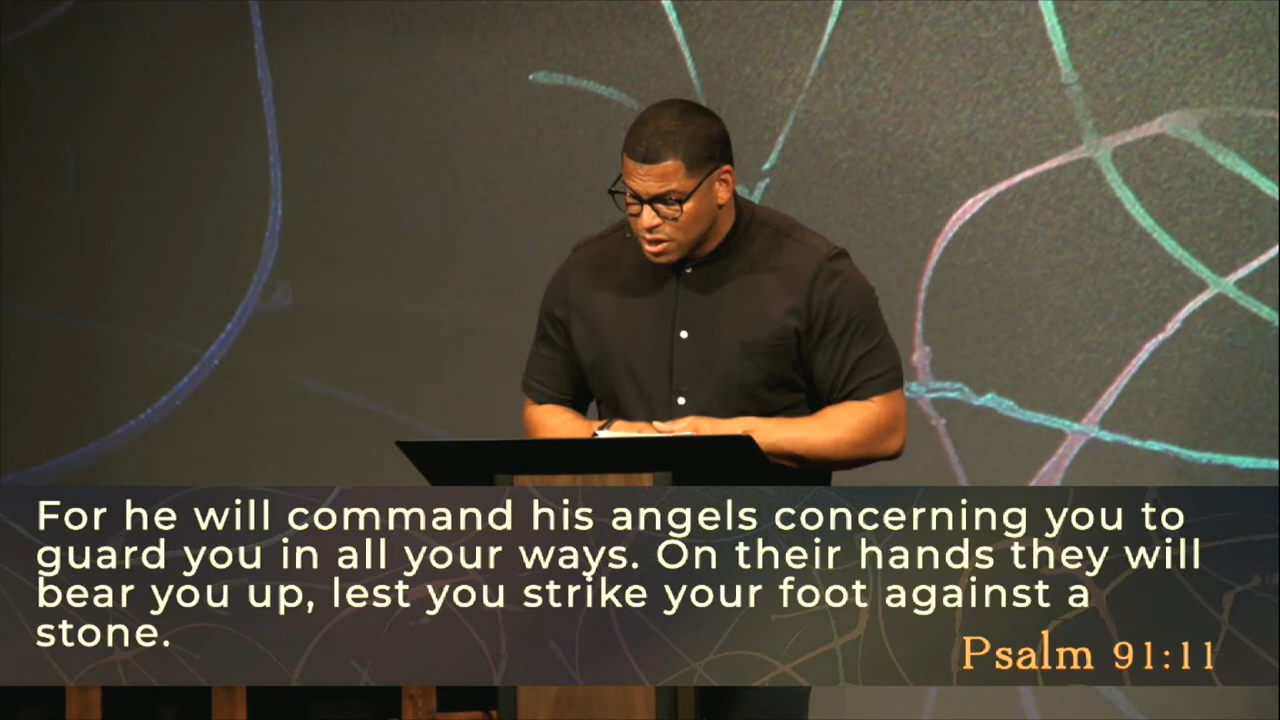 For he will command his angels concerning you to
guard you in all your ways. On their hands they will
bear you up, lest you strike your foot against a
stone.
Psalm 91:11